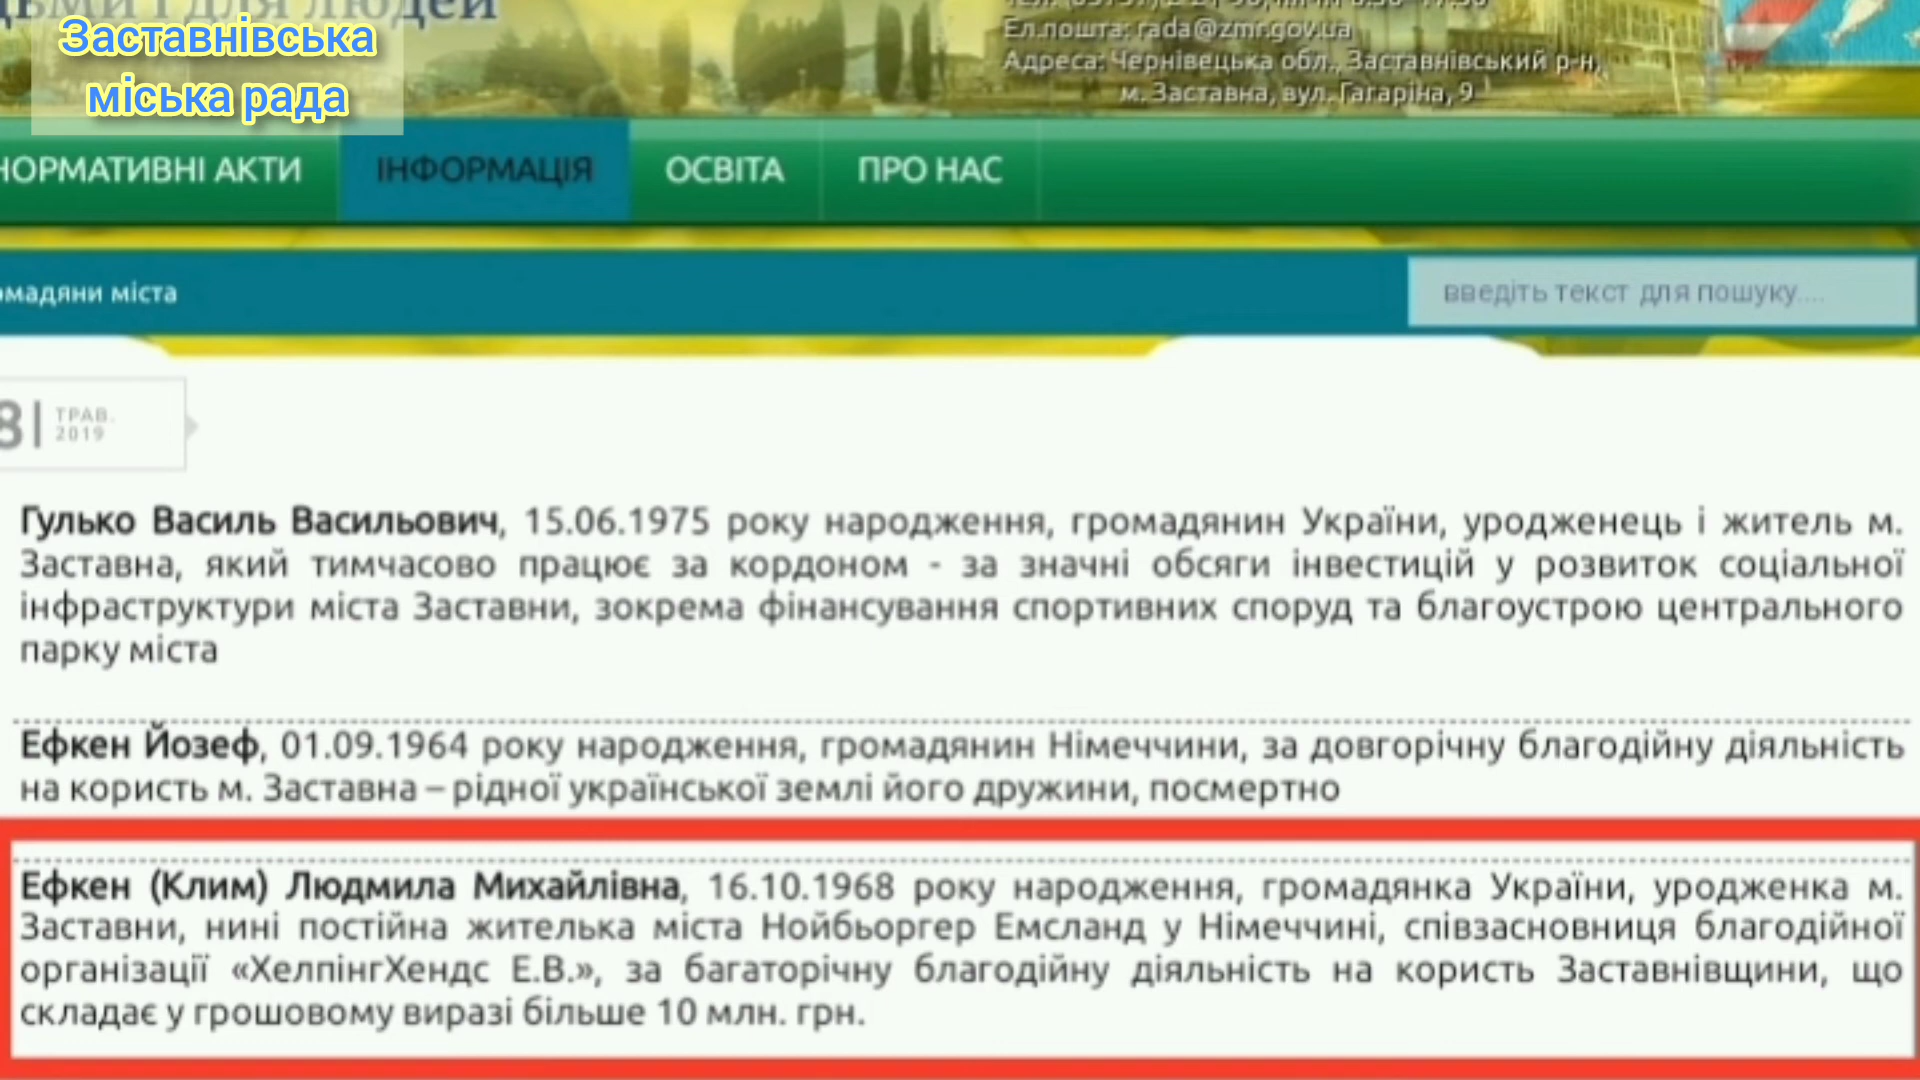 для людей
Заставнівська
міська рада
Ел.пошта: rada@zmr.gov.ua
Адреса: Чернівецька обл., Заставнівський р-н,
м. Заставна, вул. Гагаріна, 9
НОРМАТИВНІ АКТИ ІНФОРМАЦІЯ ОСВІТА ПРО НАС
омадяни міста введіть текст для пошуку....
8 ТРАВ.
2019
Гулько Василь Васильович, 15.06.1975 року народження, громадянин України, уродженець і житель м.
Заставна, який тимчасово працює за кордоном - за значні обсяги інвестицій у розвиток соціальної
інфраструктури міста Заставни, зокрема фінансування спортивних споруд та благоустрою центрального
парку міста
Ефкен Йозеф, 01.09.1964 року народження, громадянин Німеччини, за довгорічну благодійну діяльність
на користь м. Заставна – рідної української землі його дружини, посмертно
Ефкен (Клим) Людмила Михайлівна, 16.10.1968 року народження, громадянка України, уродженка м.
Заставни, нині постійна жителька міста Нойбьоргер Емсланд у Німеччині, співзасновниця благодійної
організації «ХелпінгХендс Е.В.», за багаторічну благодійну діяльність на користь Заставнівщини, що
складає у грошовому виразі більше 10 млн. грн.